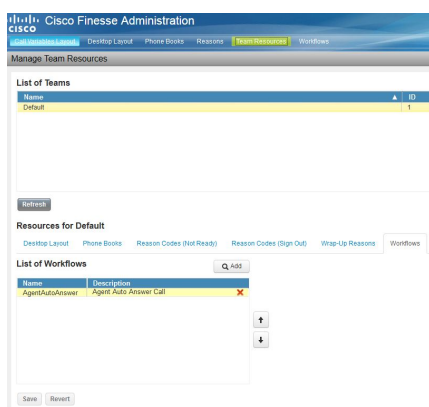 CISCO
Cisco Finesse Administration
Call Variables Layout Desktop Layout Phone Books Reasons Team Resources Workflows
Manage Team Resources
List of Teams
Name ID
Default 1
Refresh
Resources for Default
Desktop Layout Phone Books Reason Codes (Not Ready) Reason Codes (Sign Out) Wrap-Up Reasons Workflows
List of Workflows Add
Name Description
AgentAutoAnswer Agent Auto Answer Call
Save Revert